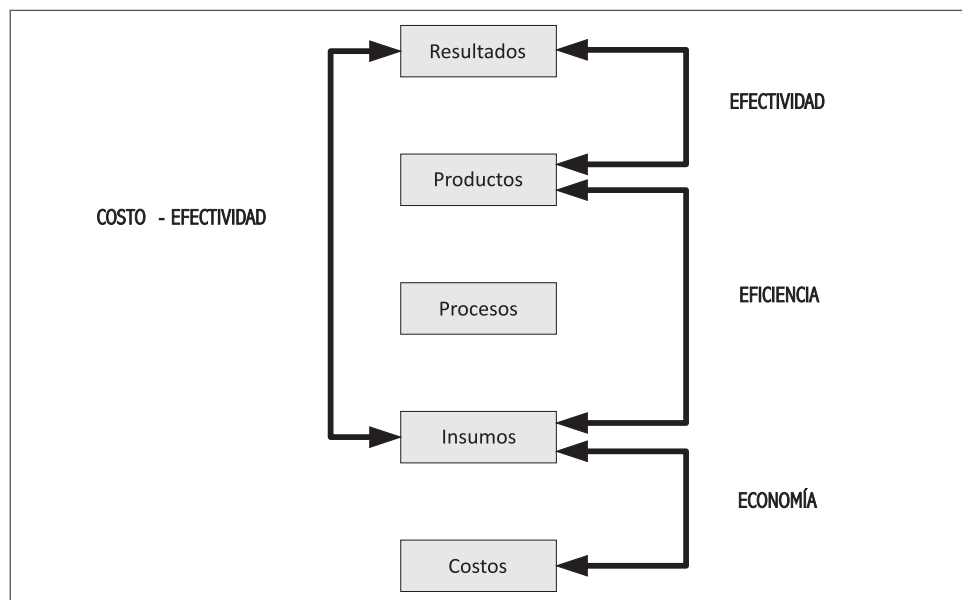 Resultados
EFECTIVIDAD
Productos
COSTO - EFECTIVIDAD
EFICIENCIA
Procesos
Insumos
ECONOMÍA
Costos